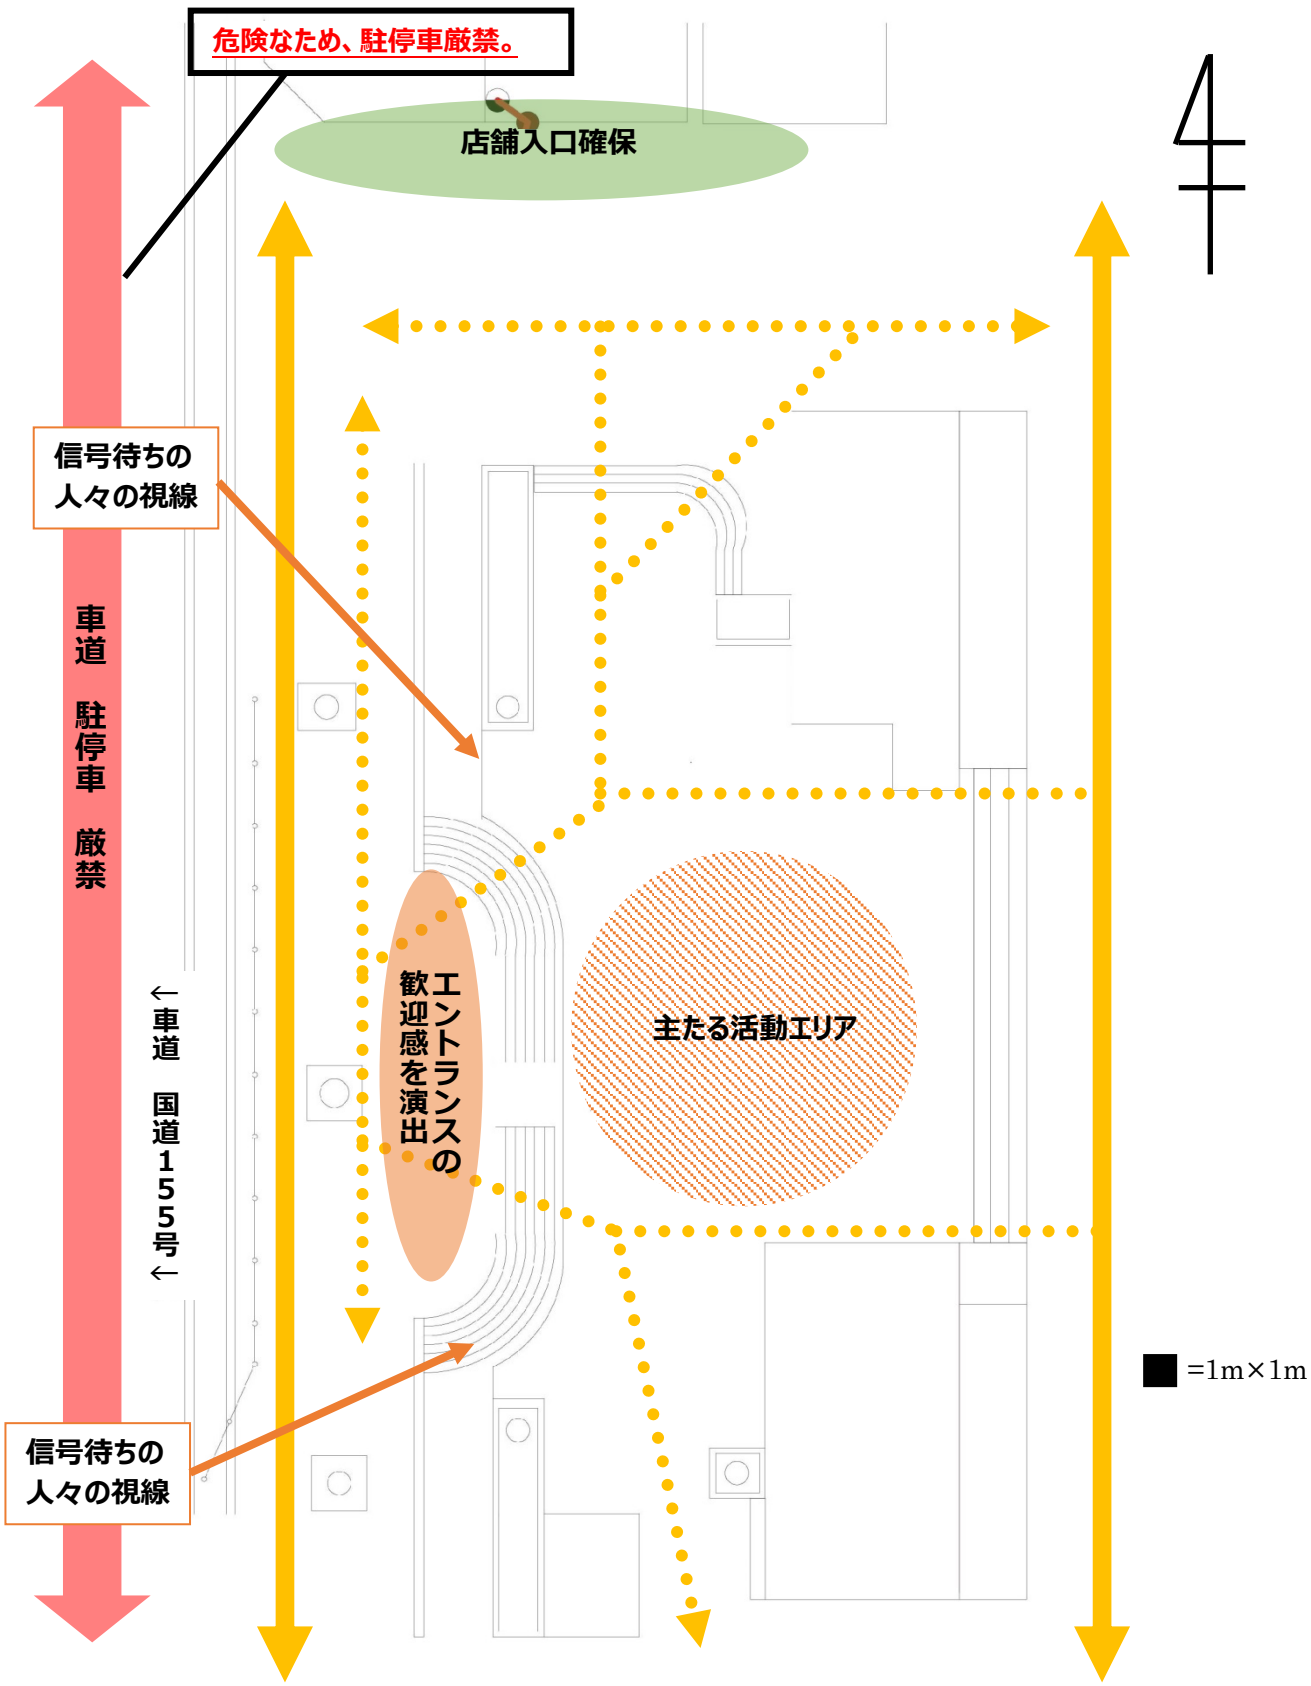 危険なため、駐停車厳禁。
店舗入口確保
信号待ちの
人々の視線
車道　駐停車　厳禁
←車道　国道155号←
エントランスの
歓迎感を演出
主たる活動エリア
=1m×1m
信号待ちの
人々の視線